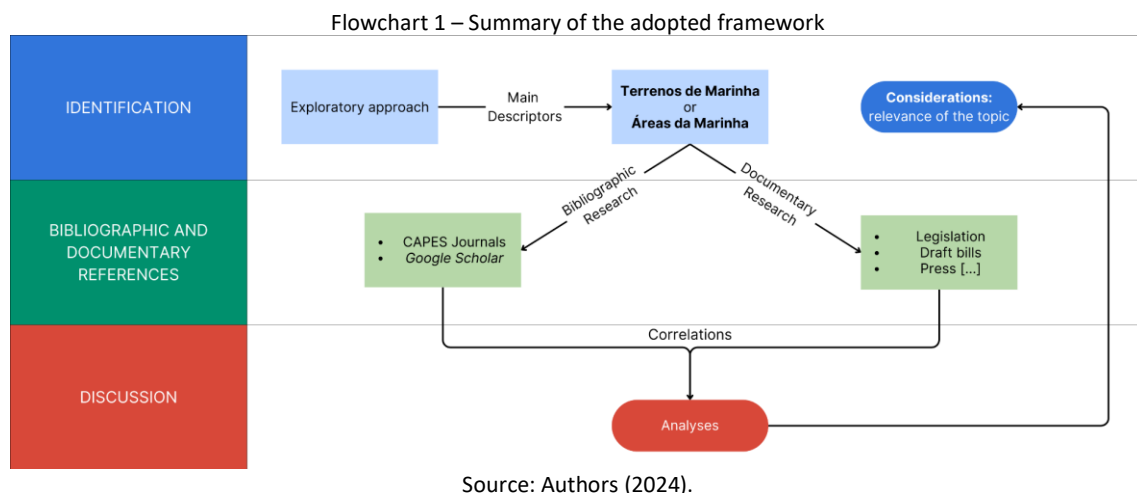 Flowchart 1 – Summary of the adopted framework
IDENTIFICATION
Exploratory approach
Main
Descriptors
Terrenos de Marinha
or
Áreas da Marinha
Considerations:
relevance of the topic
BIBLIOGRAPHIC AND
DOCUMENTARY
REFERENCES
Bibliographic
Research
Documentary
Research
• CAPES Journals
• Google Scholar
• Legislation
• Draft bills
• Press [...]
DISCUSSION
Correlations
Analyses
Source: Authors (2024).